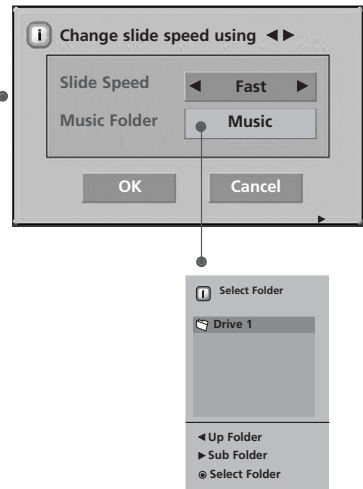 i Change slide speed using ◀ ▶
Slide Speed ◀ Fast ▶
Music Folder Music
OK Cancel
i Select Folder
Drive 1
◀ Up Folder
▶ Sub Folder
◉ Select Folder